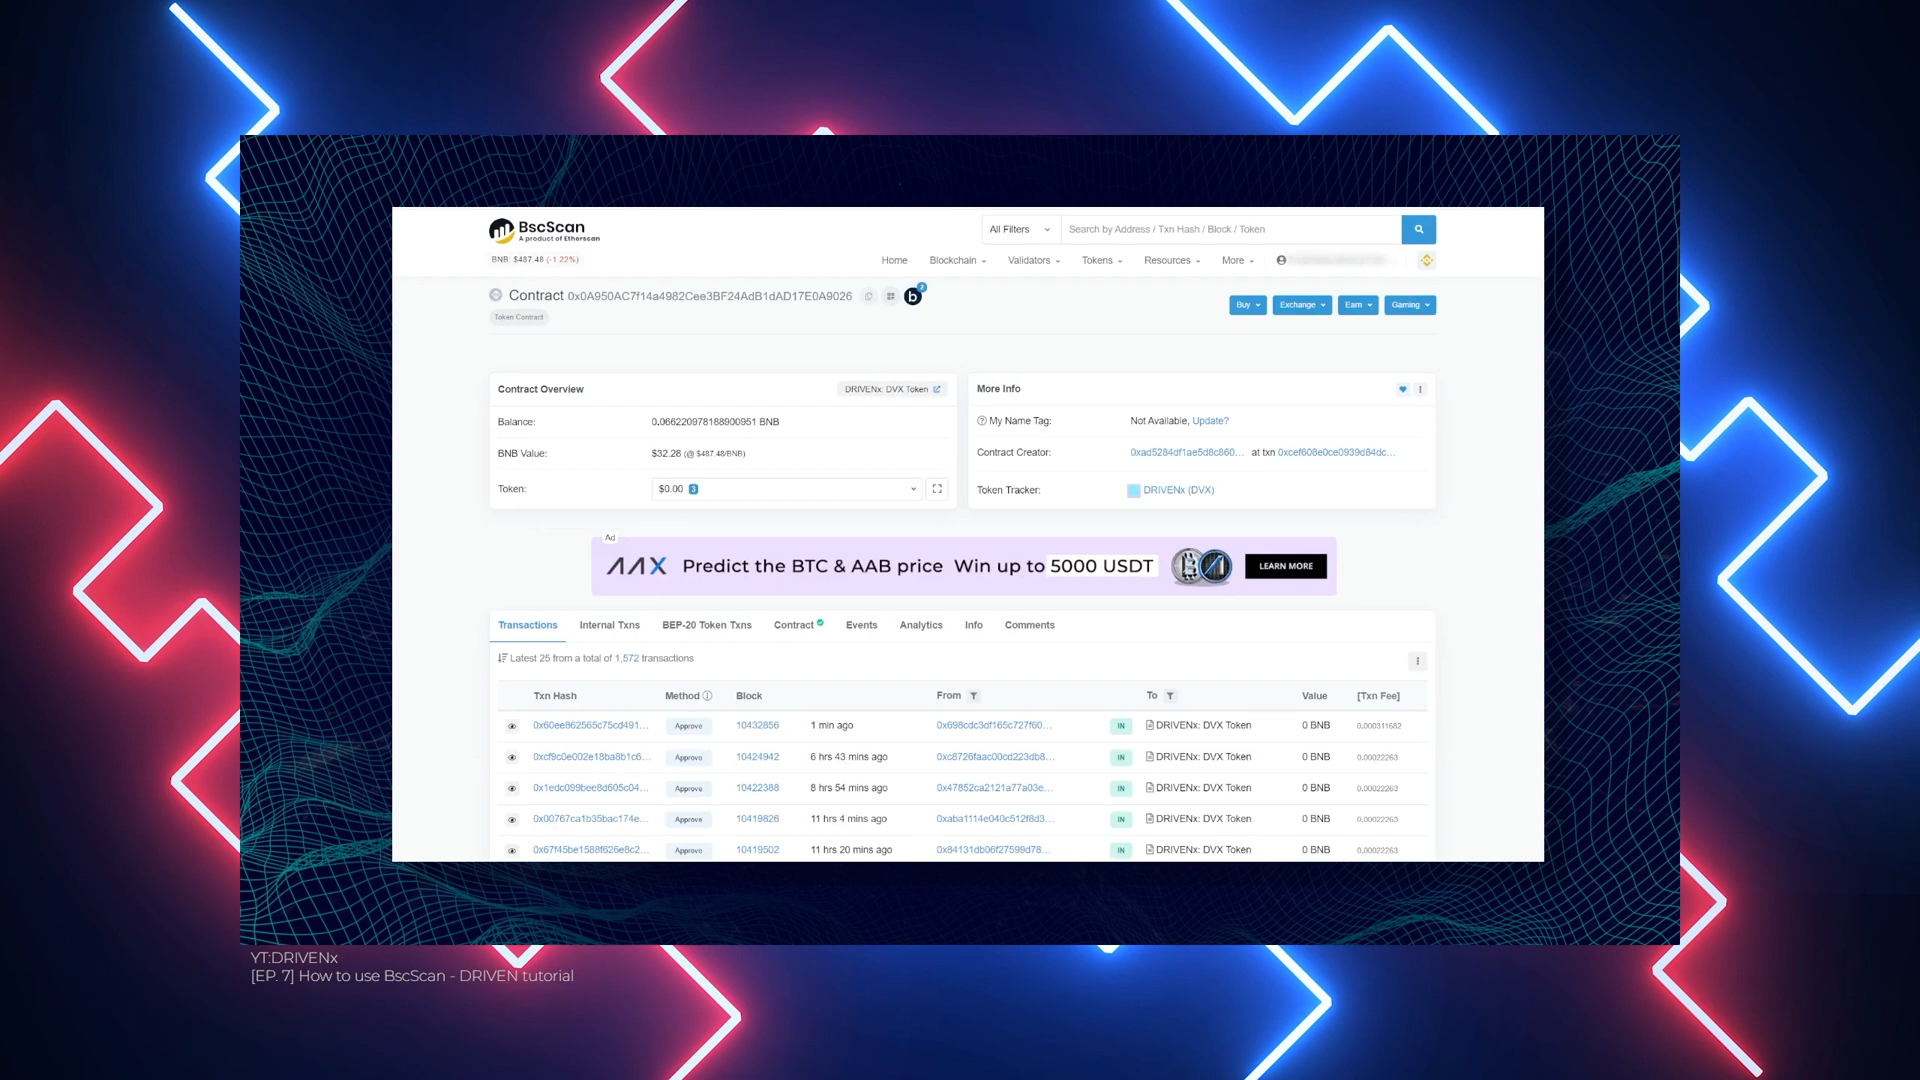 BscScan
A product of Etherscan
All Filters
Search by Address / Txn Hash / Block / Token
BNB: $487.48 (-1.22%)
Home Blockchain Validators Tokens Resources More
Contract 0x0A950AC7f14a4982Cee3BF24AdB1dAD17E0A9026
b 2
Token Contract
Buy Exchange Earn Gaming
Contract Overview
DRIVENx: DVX Token
Balance: 0.066220978188900951 BNB
BNB Value: $32.28 (@ $487.48/BNB)
Token: $0.00 3
More Info
My Name Tag: Not Available, Update?
Contract Creator: 0xad5284df1ae5d8c860... at txn 0xcef608e0ce0939d84dc...
Token Tracker: DRIVENx (DVX)
Ad
AAX Predict the BTC & AAB price Win up to 5000 USDT LEARN MORE
Transactions Internal Txns BEP-20 Token Txns Contract Events Analytics Info Comments
Latest 25 from a total of 1,572 transactions
Txn Hash Method Block From To Value [Txn Fee]
0x60ee862565c75cd491... Approve 10432856 1 min ago 0x698cdc3df165c727f60... IN DRIVENx: DVX Token 0 BNB 0.000311682
0xcf9c0e002e18ba8b1c6... Approve 10424942 6 hrs 43 mins ago 0xc8726faac00cd223db8... IN DRIVENx: DVX Token 0 BNB 0.00022263
0x1edc099bee8d605c04... Approve 10422388 8 hrs 54 mins ago 0x47852ca2121a77a03e... IN DRIVENx: DVX Token 0 BNB 0.00022263
0x00767ca1b35bac174e... Approve 10419826 11 hrs 4 mins ago 0xaba1114e040c512f8d3... IN DRIVENx: DVX Token 0 BNB 0.00022263
0x67f45be1588f626e8c2... Approve 10419502 11 hrs 20 mins ago 0x84131db06f27599d78... IN DRIVENx: DVX Token 0 BNB 0.00022263
YT:DRIVENx
[EP. 7] How to use BscScan - DRIVEN tutorial